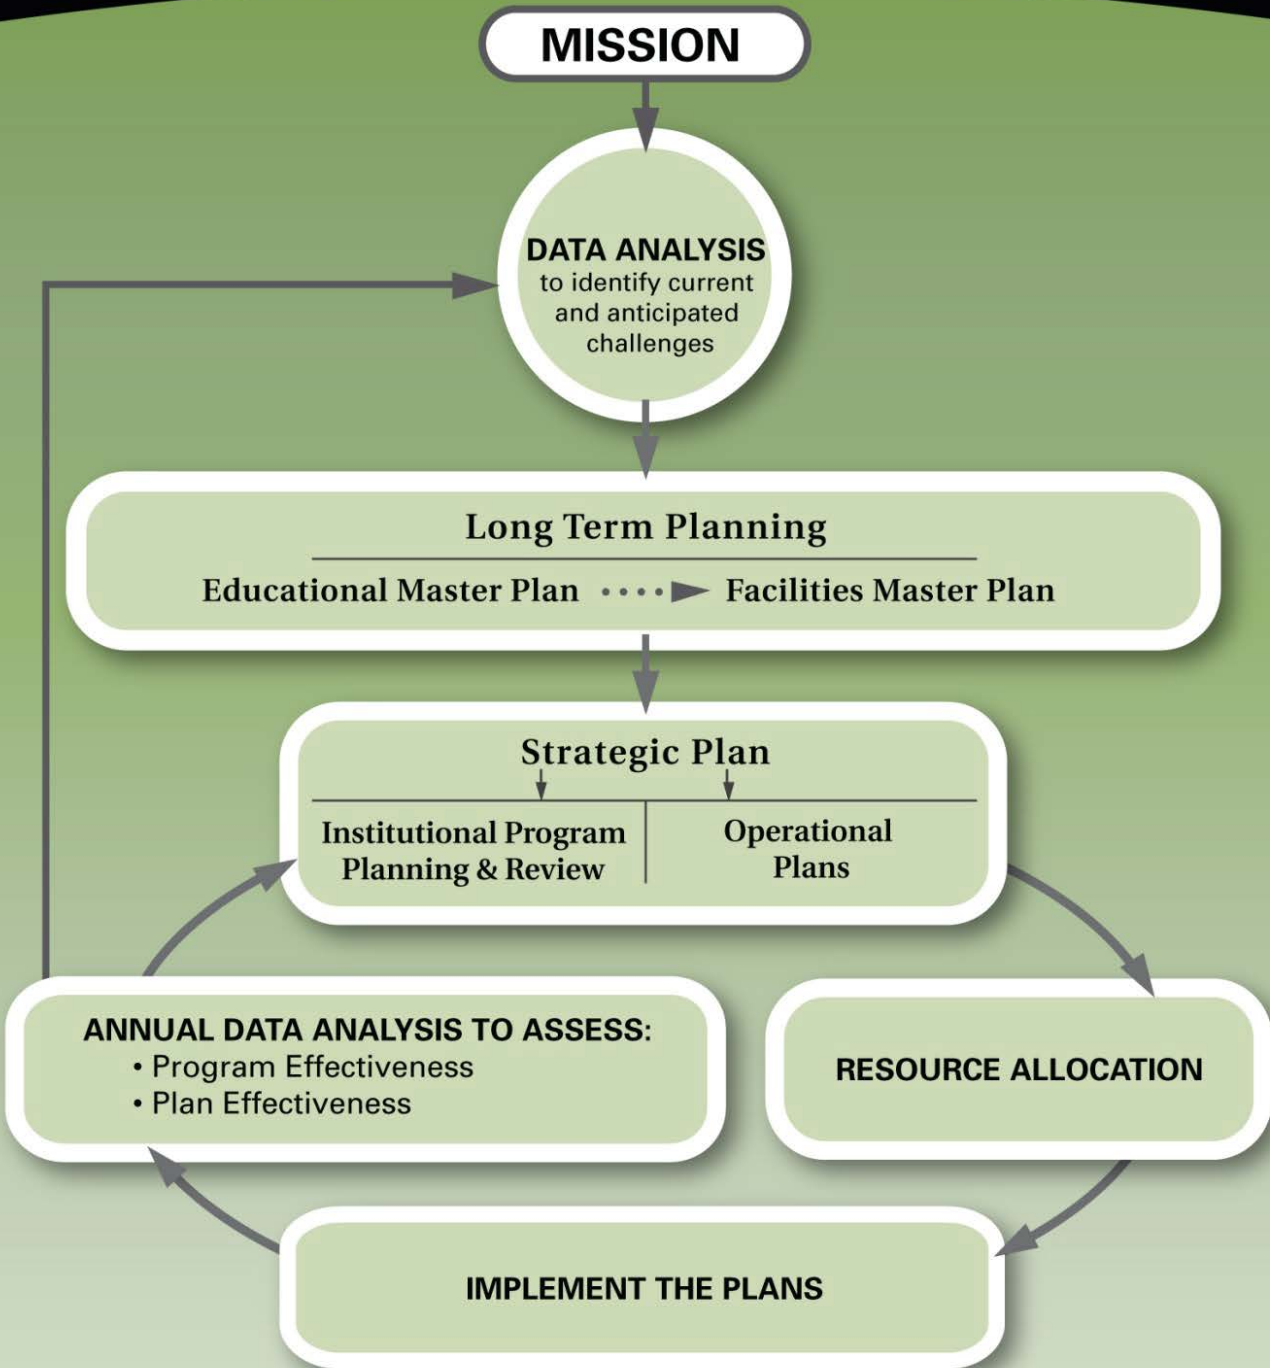 MISSION
DATA ANALYSIS
to identify current
and anticipated
challenges
Long Term Planning
Educational Master Plan ····► Facilities Master Plan
Strategic Plan
Institutional Program
Planning & Review
Operational
Plans
ANNUAL DATA ANALYSIS TO ASSESS:
• Program Effectiveness
• Plan Effectiveness
RESOURCE ALLOCATION
IMPLEMENT THE PLANS